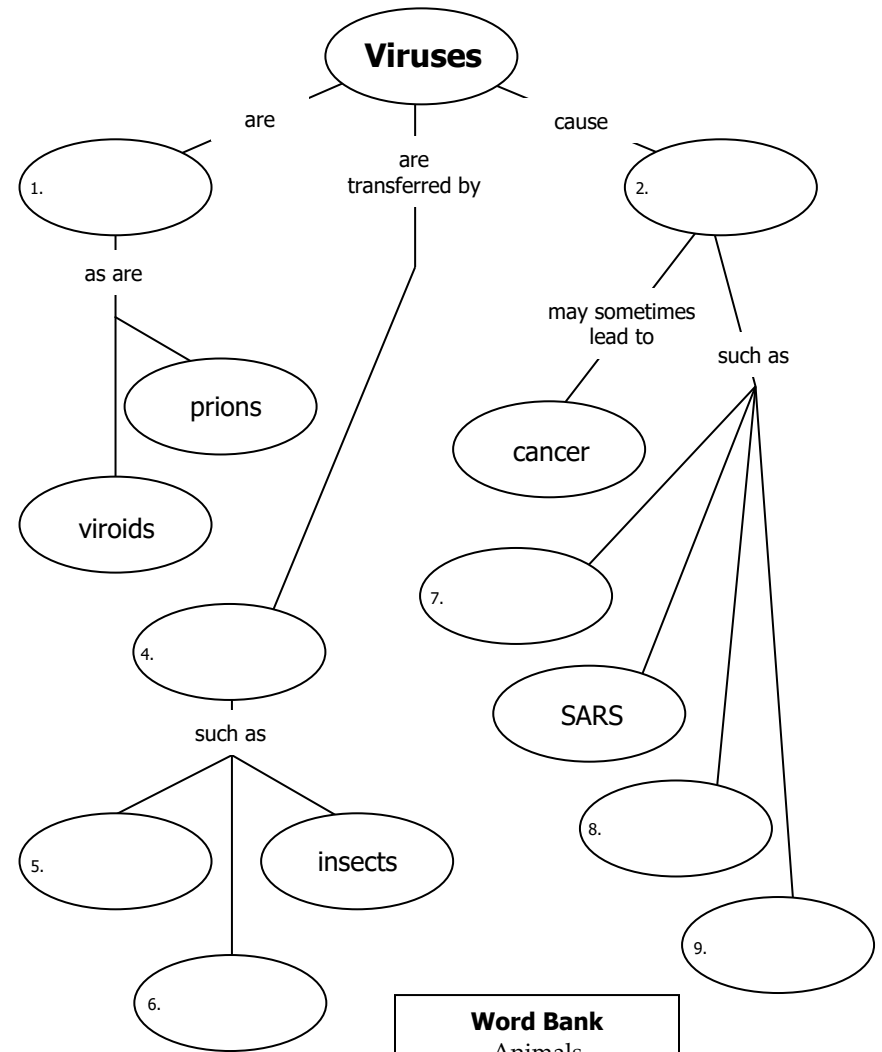 Viruses
are
cause
are
transferred by
1.
2.
as are
may sometimes
lead to
such as
prions
cancer
viroids
7.
4.
SARS
such as
8.
5.
insects
9.
6.
Word Bank
Animals